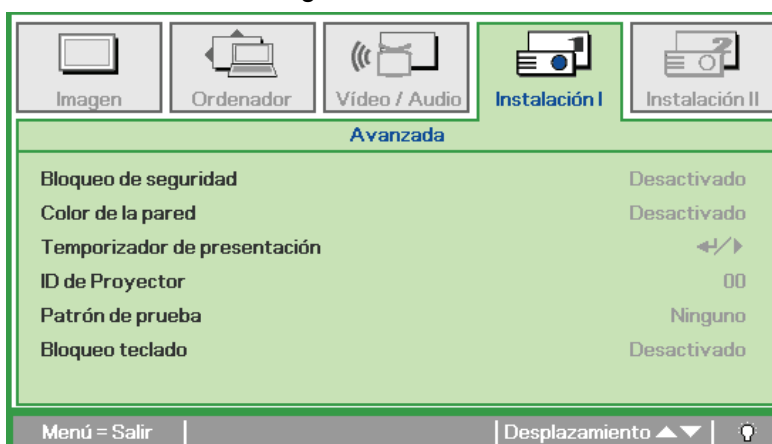 Imagen
Ordenador
Vídeo / Audio
Instalación I
Instalación II
Avanzada
Bloqueo de seguridad Desactivado
Color de la pared Desactivado
Temporizador de presentación
ID de Proyector 00
Patrón de prueba Ninguno
Bloqueo teclado Desactivado
Menú = Salir Desplazamiento